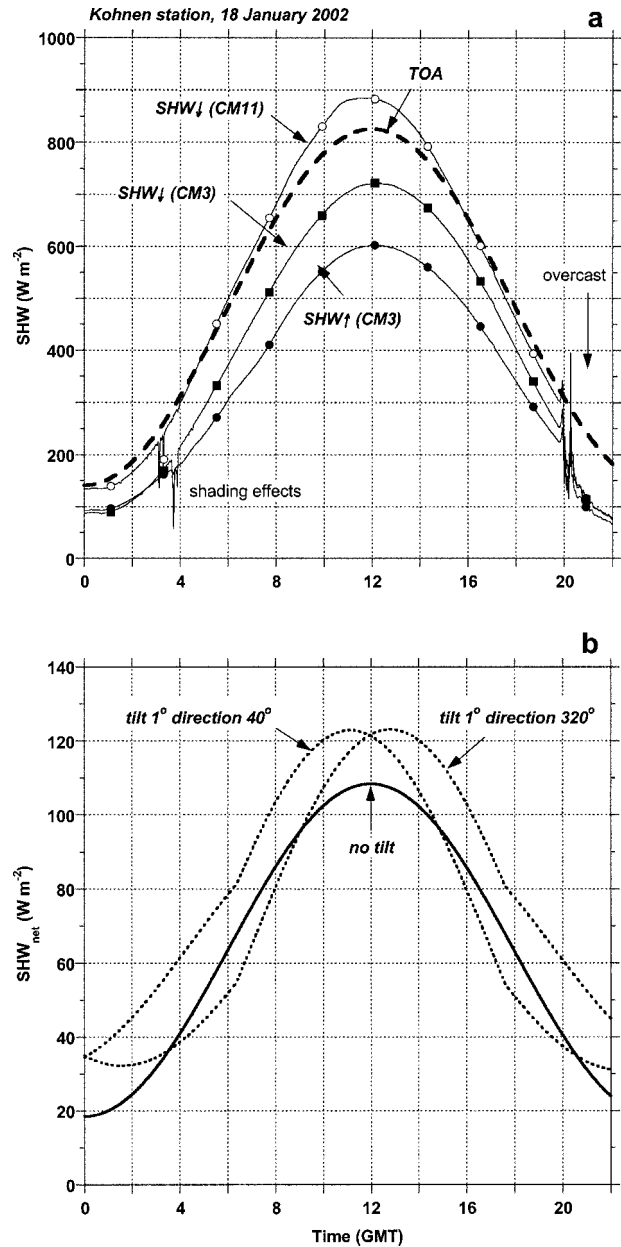 Kohnen station, 18 January 2002
a
1000
800
600
400
200
0
SHW (W m-2)
SHW↓ (CM11)
TOA
SHW↓ (CM3)
SHW↑ (CM3)
overcast
shading effects
0 4 8 12 16 20
b
140
120
100
80
60
40
20
0
SHWnet (W m-2)
tilt 1° direction 40°
tilt 1° direction 320°
no tilt
0 4 8 12 16 20
Time (GMT)